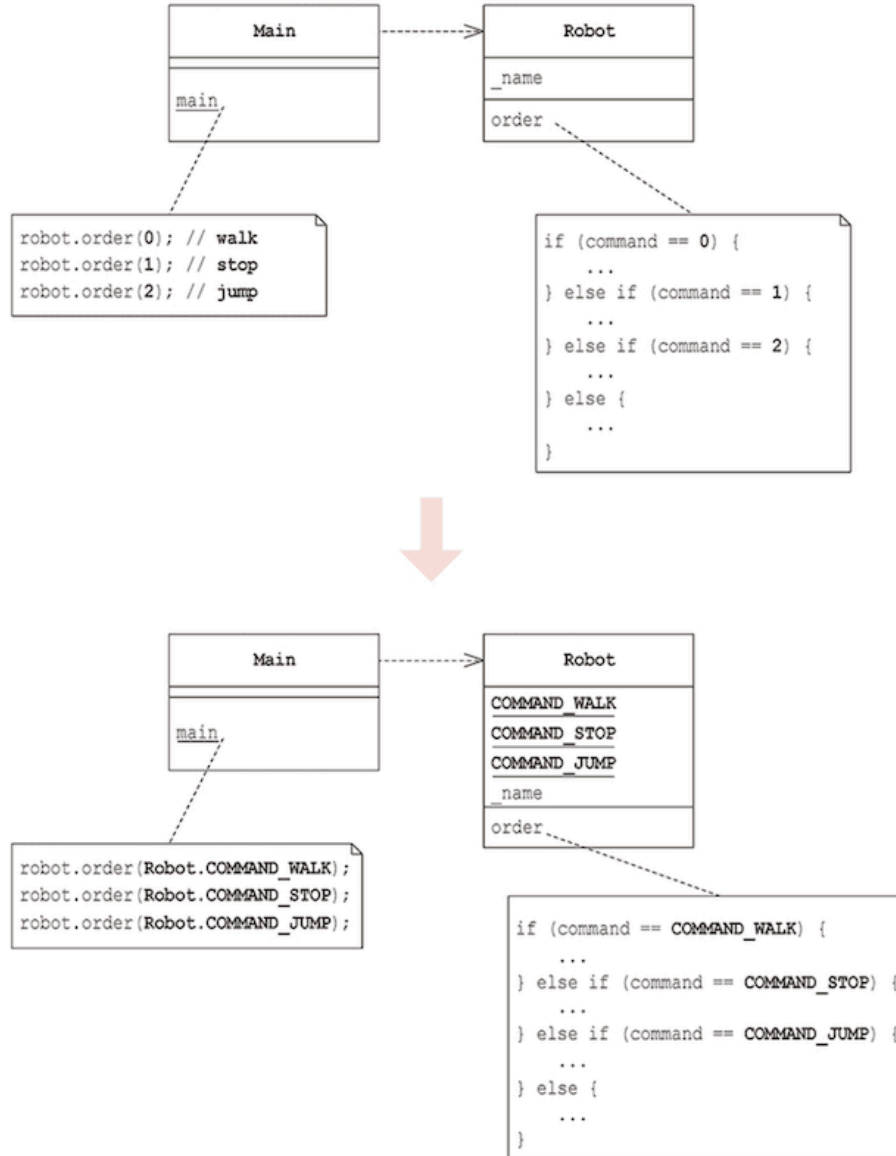 Main
Robot
_name
main
order
robot.order(0); // walk
robot.order(1); // stop
robot.order(2); // jump
if (command == 0) {
...
} else if (command == 1) {
...
} else if (command == 2) {
...
} else {
...
}
Main
Robot
COMMAND_WALK
COMMAND_STOP
COMMAND_JUMP
_name
main
order
robot.order(Robot.COMMAND_WALK);
robot.order(Robot.COMMAND_STOP);
robot.order(Robot.COMMAND_JUMP);
if (command == COMMAND_WALK) {
...
} else if (command == COMMAND_STOP) {
...
} else if (command == COMMAND_JUMP) {
...
} else {
...
}